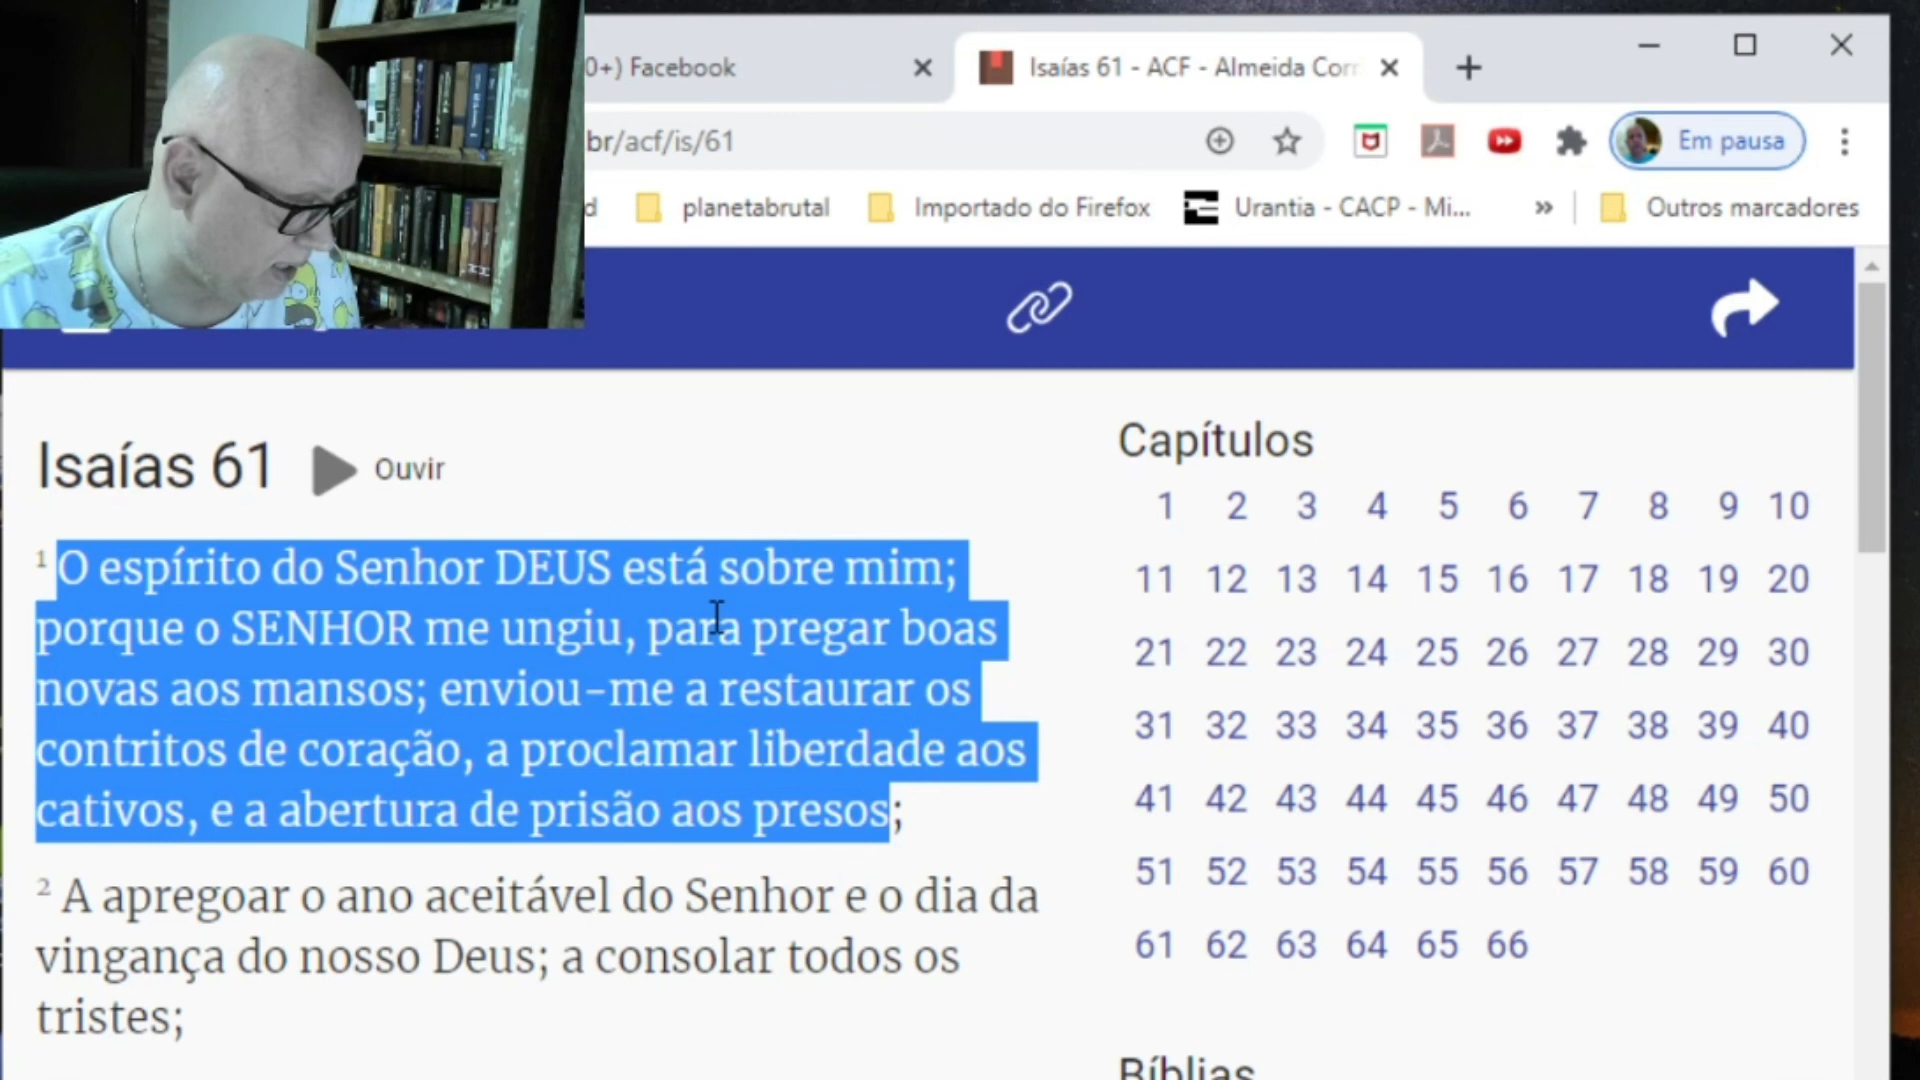 0+) Facebook
Isaías 61 - ACF - Almeida Corr
br/acf/is/61
Em pausa
d
planetabrutal
Importado do Firefox
Urantia - CACP - Mi...
»
Outros marcadores
Isaías 61
Ouvir
1 O espírito do Senhor DEUS está sobre mim;
porque o SENHOR me ungiu, para pregar boas
novas aos mansos; enviou-me a restaurar os
contritos de coração, a proclamar liberdade aos
cativos, e a abertura de prisão aos presos;
2 A apregoar o ano aceitável do Senhor e o dia da
vingança do nosso Deus; a consolar todos os
tristes;
Capítulos
1 2 3 4 5 6 7 8 9 10
11 12 13 14 15 16 17 18 19 20
21 22 23 24 25 26 27 28 29 30
31 32 33 34 35 36 37 38 39 40
41 42 43 44 45 46 47 48 49 50
51 52 53 54 55 56 57 58 59 60
61 62 63 64 65 66
Bíblias